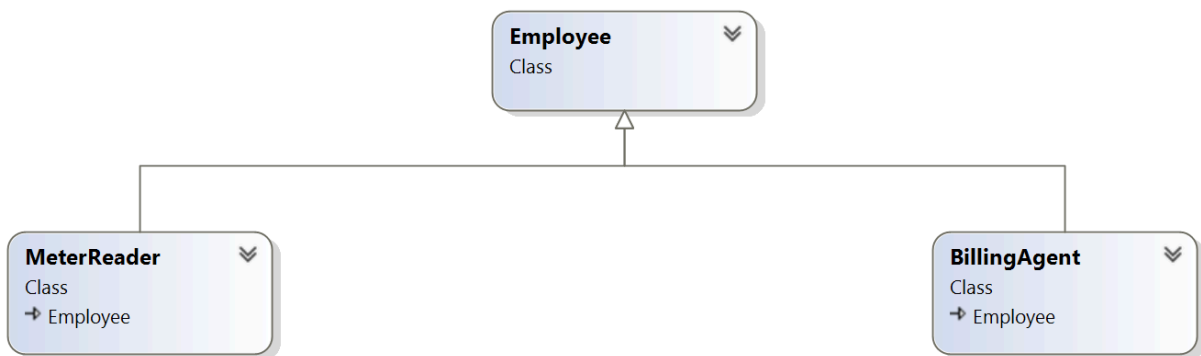 Employee
Class
MeterReader
Class
Employee
BillingAgent
Class
Employee